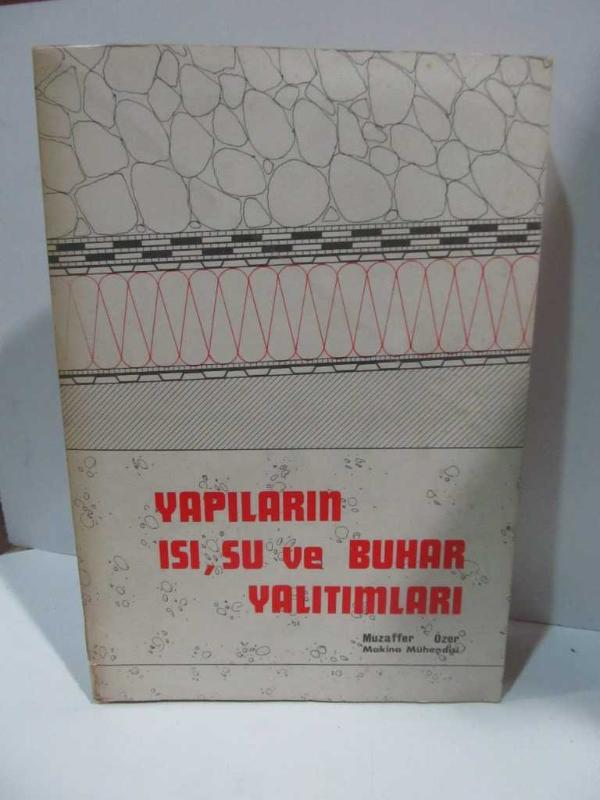 YAPILARIN
ISI, SU ve BUHAR
YALITIMLARI
Muzaffer Özer
Makina Mühendisi